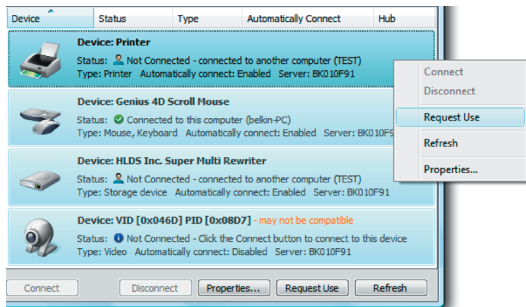 Device Status Type Automatically Connect Hub
Device: Printer
Status: Not Connected - connected to another computer (TEST)
Type: Printer Automatically connect: Enabled Server: BK010F91
Connect
Disconnect
Request Use
Refresh
Properties...
Device: Genius 4D Scroll Mouse
Status: Connected to this computer (belkin-PC)
Type: Mouse, Keyboard Automatically connect: Enabled Server: BK010F9
Device: HLDS Inc. Super Multi Rewriter
Status: Not Connected - connected to another computer (TEST)
Type: Storage device Automatically connect: Enabled Server: BK010F91
Device: VID [0x046D] PID [0x08D7] - may not be compatible
Status: Not Connected - Click the Connect button to connect to this device
Type: Video Automatically connect: Disabled Server: BK010F91
Connect Disconnect Properties... Request Use Refresh